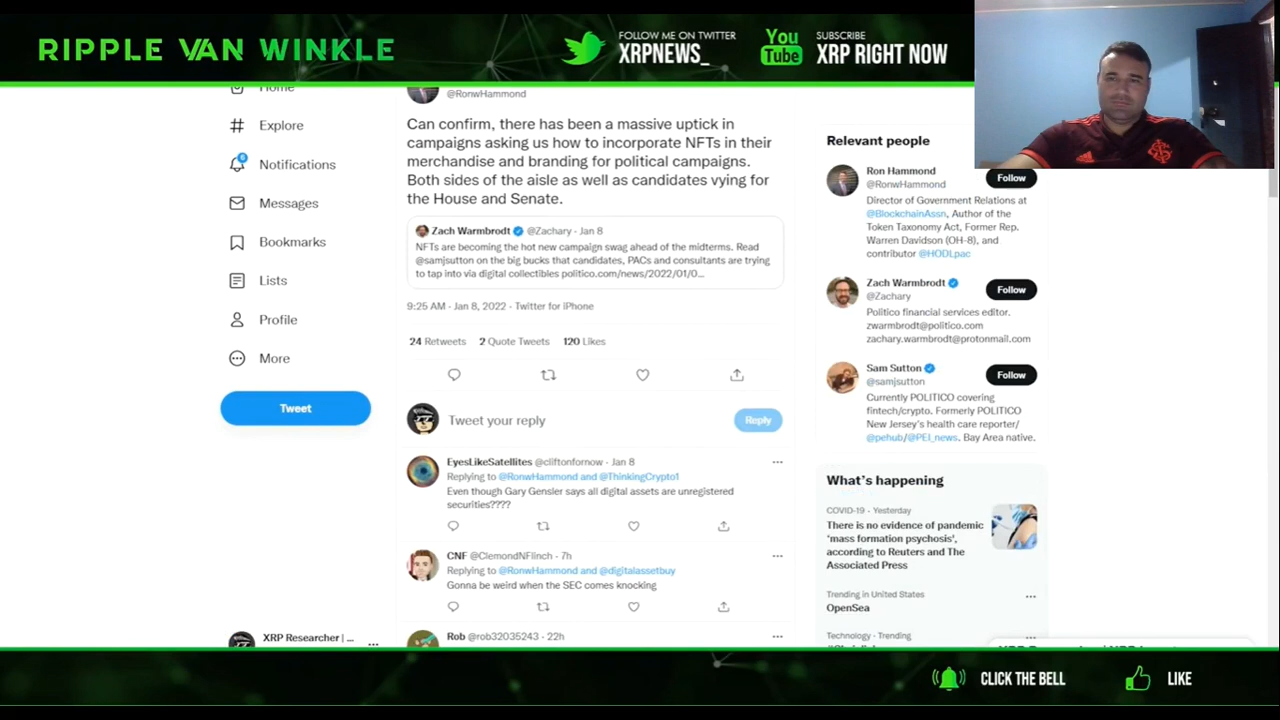 RIPPLE VAN WINKLE
FOLLOW ME ON TWITTER
XRPNEWS_
You
Tube
SUBSCRIBE
XRP RIGHT NOW
Home
Explore
6
Notifications
Messages
Bookmarks
Lists
Profile
More
Tweet
XRP Researcher | ...
@RonwHammond
Can confirm, there has been a massive uptick in
campaigns asking us how to incorporate NFTs in their
merchandise and branding for political campaigns.
Both sides of the aisle as well as candidates vying for
the House and Senate.
Zach Warmbrodt @Zachary - Jan 8
NFTs are becoming the hot new campaign swag ahead of the midterms. Read
@samjsutton on the big bucks that candidates, PACs and consultants are trying
to tap into via digital collectibles politico.com/news/2022/01/0...
9:25 AM - Jan 8, 2022 - Twitter for iPhone
24 Retweets 2 Quote Tweets 120 Likes
Tweet your reply
Reply
EyesLikeSatellites @cliftonfornow - Jan 8
Replying to @RonwHammond and @ThinkingCrypto1
Even though Gary Gensler says all digital assets are unregistered
securities????
CNF @ClemondNFlinch - 7h
Replying to @RonwHammond and @digitalassetbuy
Gonna be weird when the SEC comes knocking
Rob @rob32035243 - 22h
Relevant people
Ron Hammond
@RonwHammond
Follow
Director of Government Relations at
@BlockchainAssn, Author of the
Token Taxonomy Act, Former Rep.
Warren Davidson (OH-8), and
contributor @HODLpac
Zach Warmbrodt
@Zachary
Follow
Politico financial services editor.
zwarmbrodt@politico.com
zachary.warmbrodt@protonmail.com
Sam Sutton
@samjsutton
Follow
Currently POLITICO covering
fintech/crypto. Formerly POLITICO
New Jersey's health care reporter/
@pehub/@PEI_news. Bay Area native.
What's happening
COVID-19 - Yesterday
There is no evidence of pandemic
'mass formation psychosis',
according to Reuters and The
Associated Press
Trending in United States
OpenSea
Technology - Trending
CLICK THE BELL
LIKE